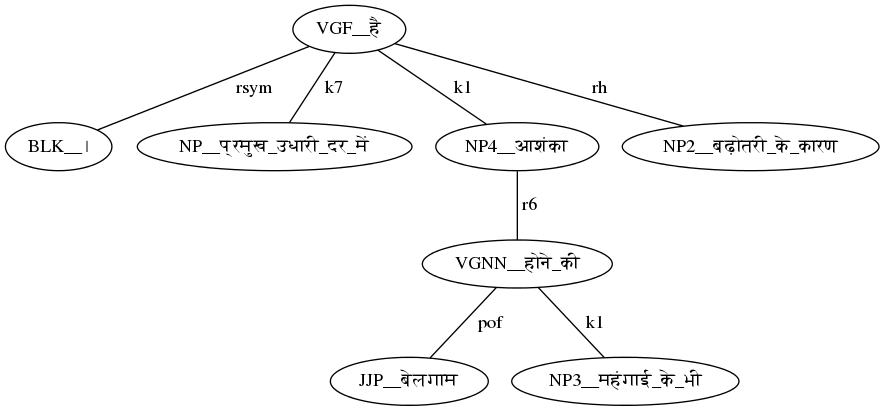 VGF__है
rsym k7 k1 rh
BLK__। NP__प्रमुख_उधारी_दर_में NP4__आशंका NP2__बढ़ोतरी_के_कारण
r6
VGNN__होने_की
pof k1
JJP__बेलगाम NP3__महंगाई_के_भी